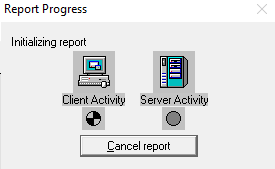 Report Progress
Initializing report
Client Activity
Server Activity
Cancel report